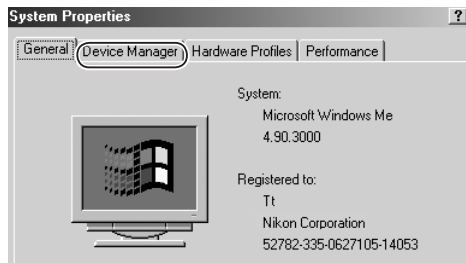 System Properties
?
General Device Manager Hardware Profiles Performance
System:
Microsoft Windows Me
4.90.3000
Registered to:
Tt
Nikon Corporation
52782-335-0627105-14053